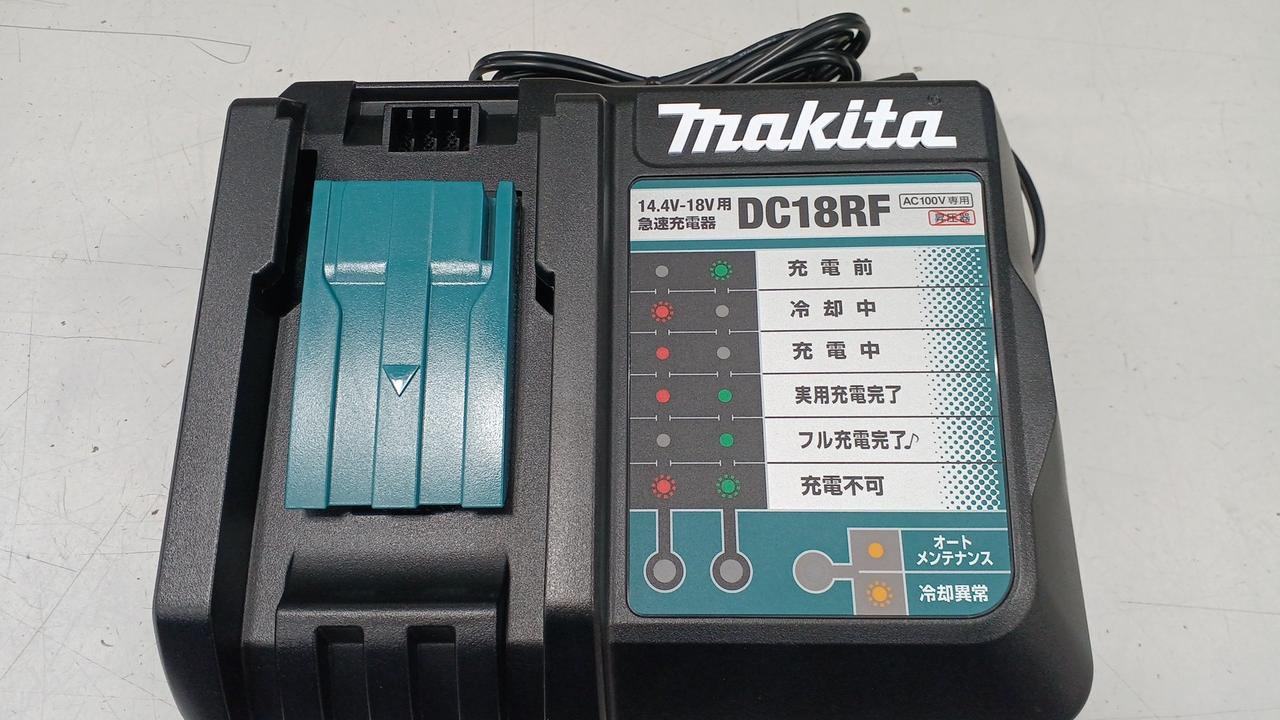 makita
14.4V-18V用
急速充電器
DC18RF
AC100V専用
昇圧器
充電前
冷却中
充電中
実用充電完了
フル充電完了♪
充電不可
オート
メンテナンス
冷却異常